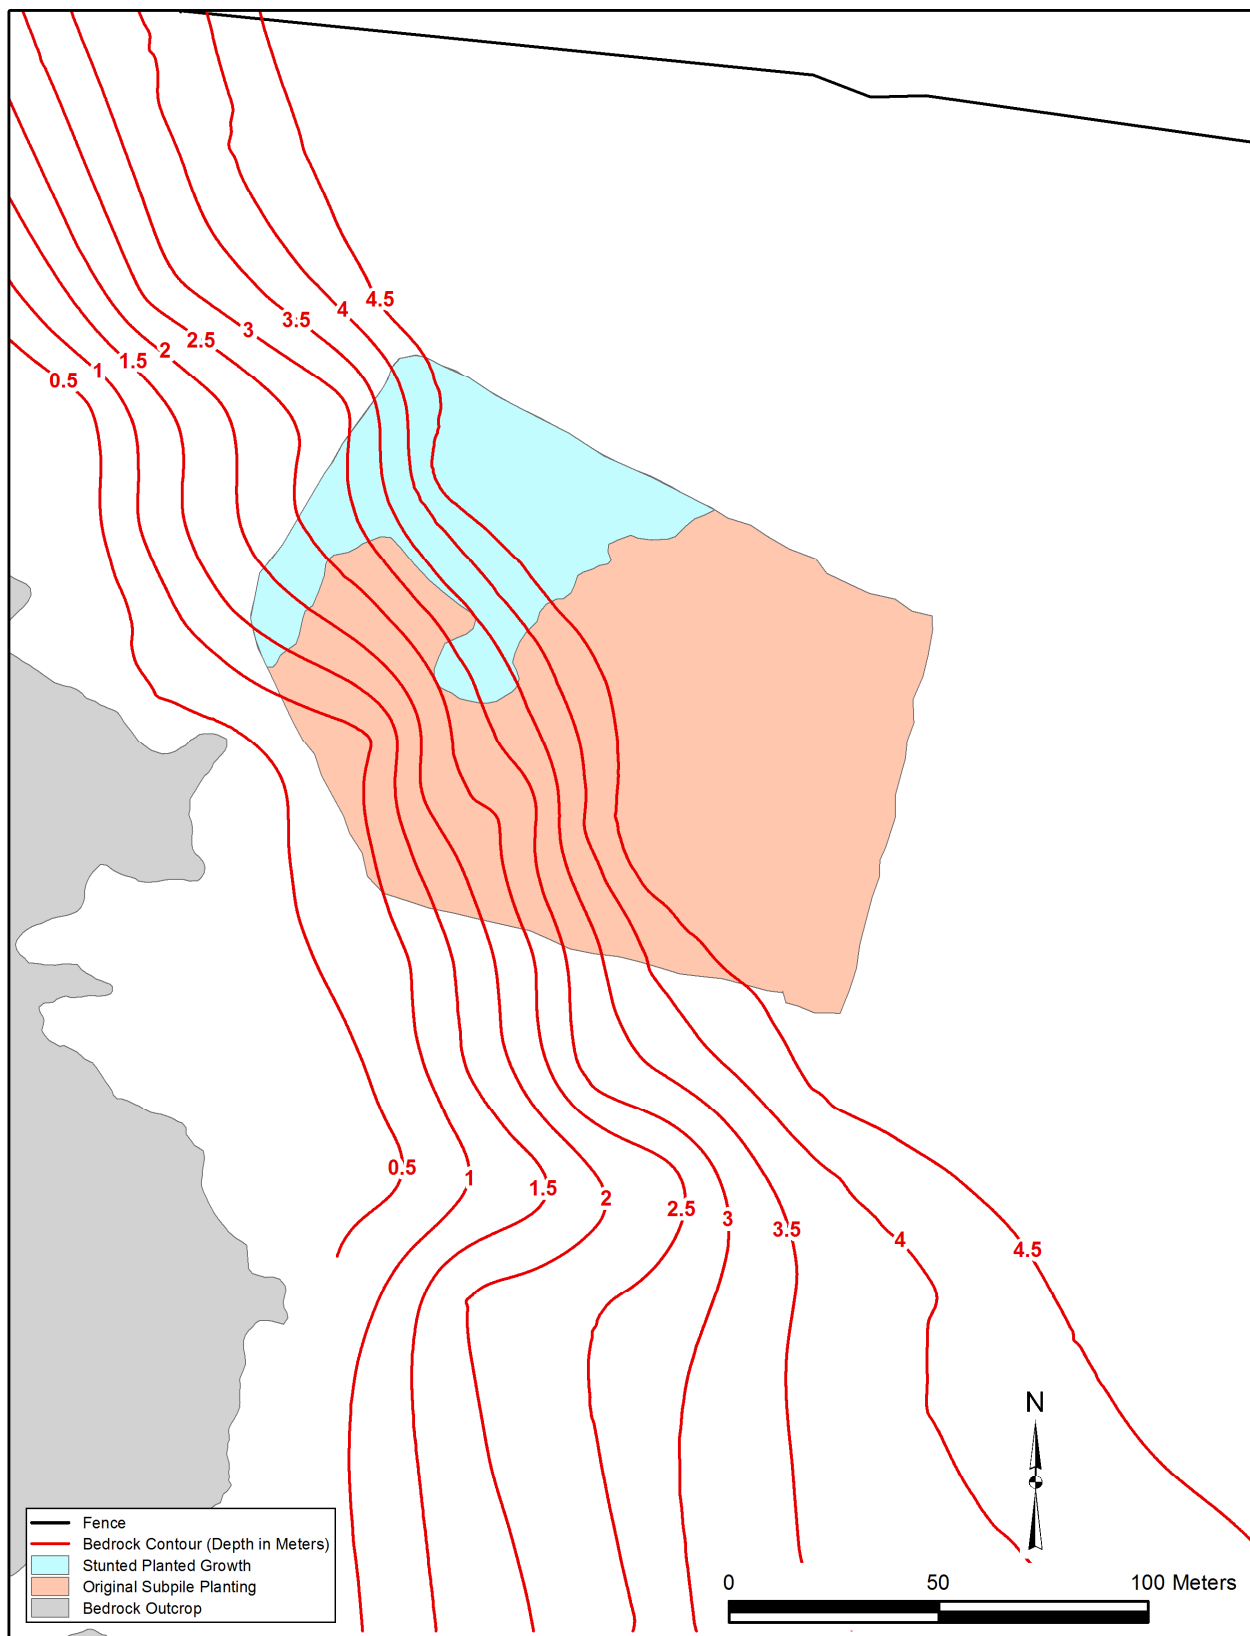 4.5
4
3.5
3
2.5
2
1.5
1
0.5
0.5
1
1.5
2
2.5
3
3.5
4
4.5
N
Fence
Bedrock Contour (Depth in Meters)
Stunted Planted Growth
Original Subpile Planting
Bedrock Outcrop
0 50 100 Meters